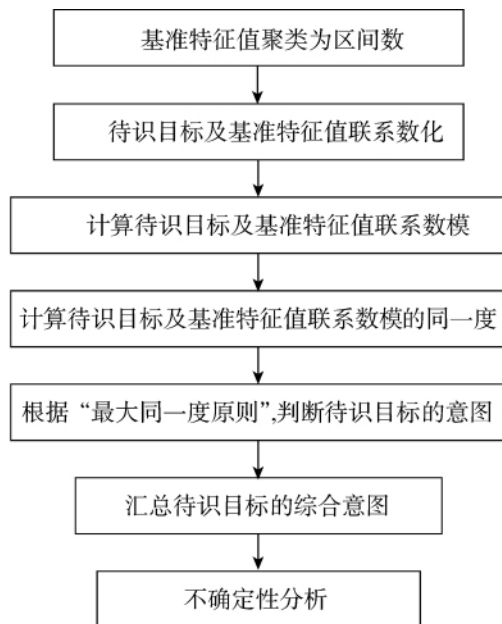 基准特征值聚类为区间数
待识目标及基准特征值联系数化
计算待识目标及基准特征值联系数模
计算待识目标及基准特征值联系数模的同一度
根据“最大同一度原则”,判断待识目标的意图
汇总待识目标的综合意图
不确定性分析